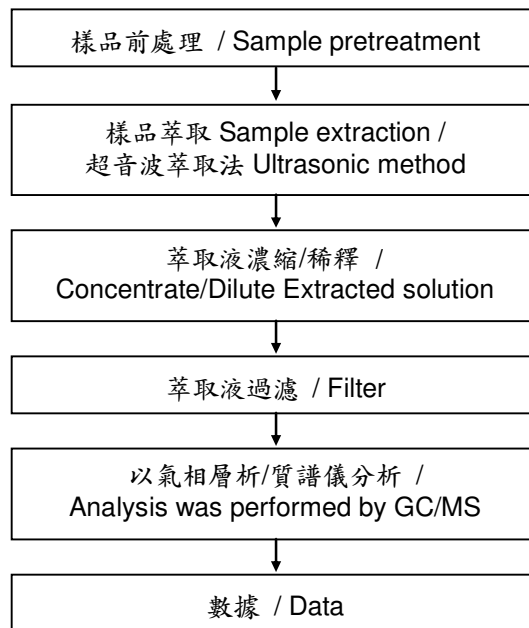 樣品前處理 / Sample pretreatment
樣品萃取 Sample extraction /
超音波萃取法 Ultrasonic method
萃取液濃縮/稀釋 /
Concentrate/Dilute Extracted solution
萃取液過濾 / Filter
以氣相層析/質譜儀分析 /
Analysis was performed by GC/MS
數據 / Data